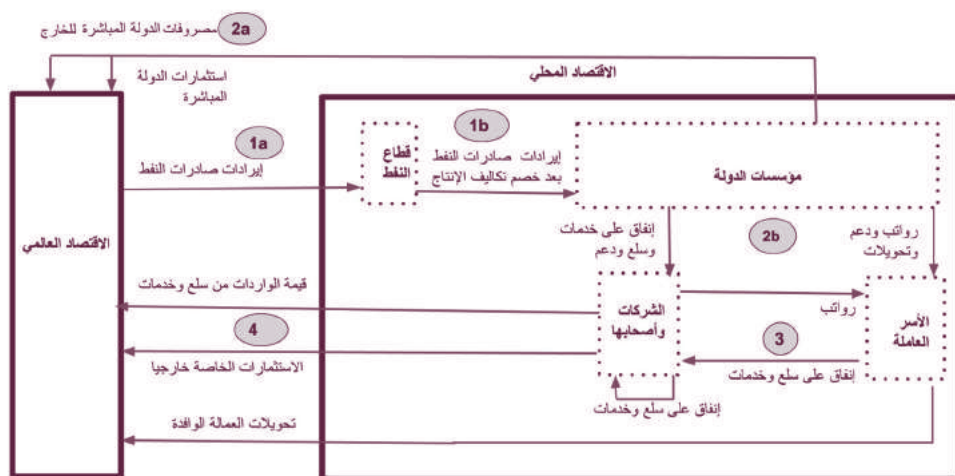 2a
مصروفات الدولة المباشرة للخارج
الاقتصاد المحلي
استثمارات الدولة
المباشرة
1a
إيرادات صادرات النفط
قطاع
النفط
1b
إيرادات صادرات النفط
بعد خصم تكاليف الإنتاج
مؤسسات الدولة
الاقتصاد العالمي
إنفاق على خدمات
وسلع ودعم
2b
رواتب ودعم
وتحويلات
قيمة الواردات من سلع وخدمات
الشركات
وأصحابها
رواتب
الأسر
العاملة
4
3
الاستثمارات الخاصة خارجيا
إنفاق على سلع وخدمات
إنفاق على سلع وخدمات
تحويلات العمالة الوافدة